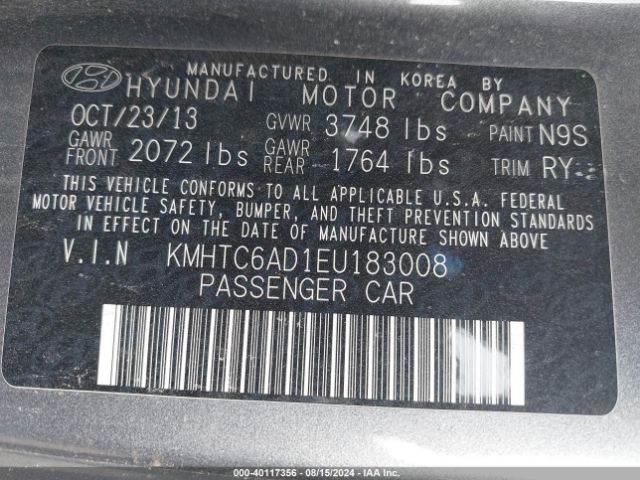 MANUFACTURED IN KOREA BY
HYUNDAI MOTOR COMPANY
OCT/23/13 GVWR 3748 lbs PAINT N9S
GAWR FRONT 2072 lbs GAWR REAR 1764 lbs TRIM RY
THIS VEHICLE CONFORMS TO ALL APPLICABLE U.S.A. FEDERAL
MOTOR VEHICLE SAFETY, BUMPER, AND THEFT PREVENTION STANDARDS
IN EFFECT ON THE DATE OF MANUFACTURE SHOWN ABOVE
V.I.N KMHTC6AD1EU183008
PASSENGER CAR
000-40117356 - 08/15/2024 - IAA Inc.